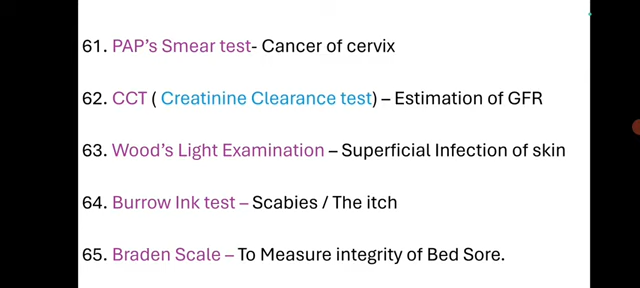 61. PAP's Smear test- Cancer of cervix
62. CCT ( Creatinine Clearance test) – Estimation of GFR
63. Wood's Light Examination – Superficial Infection of skin
64. Burrow Ink test – Scabies / The itch
65. Braden Scale – To Measure integrity of Bed Sore.